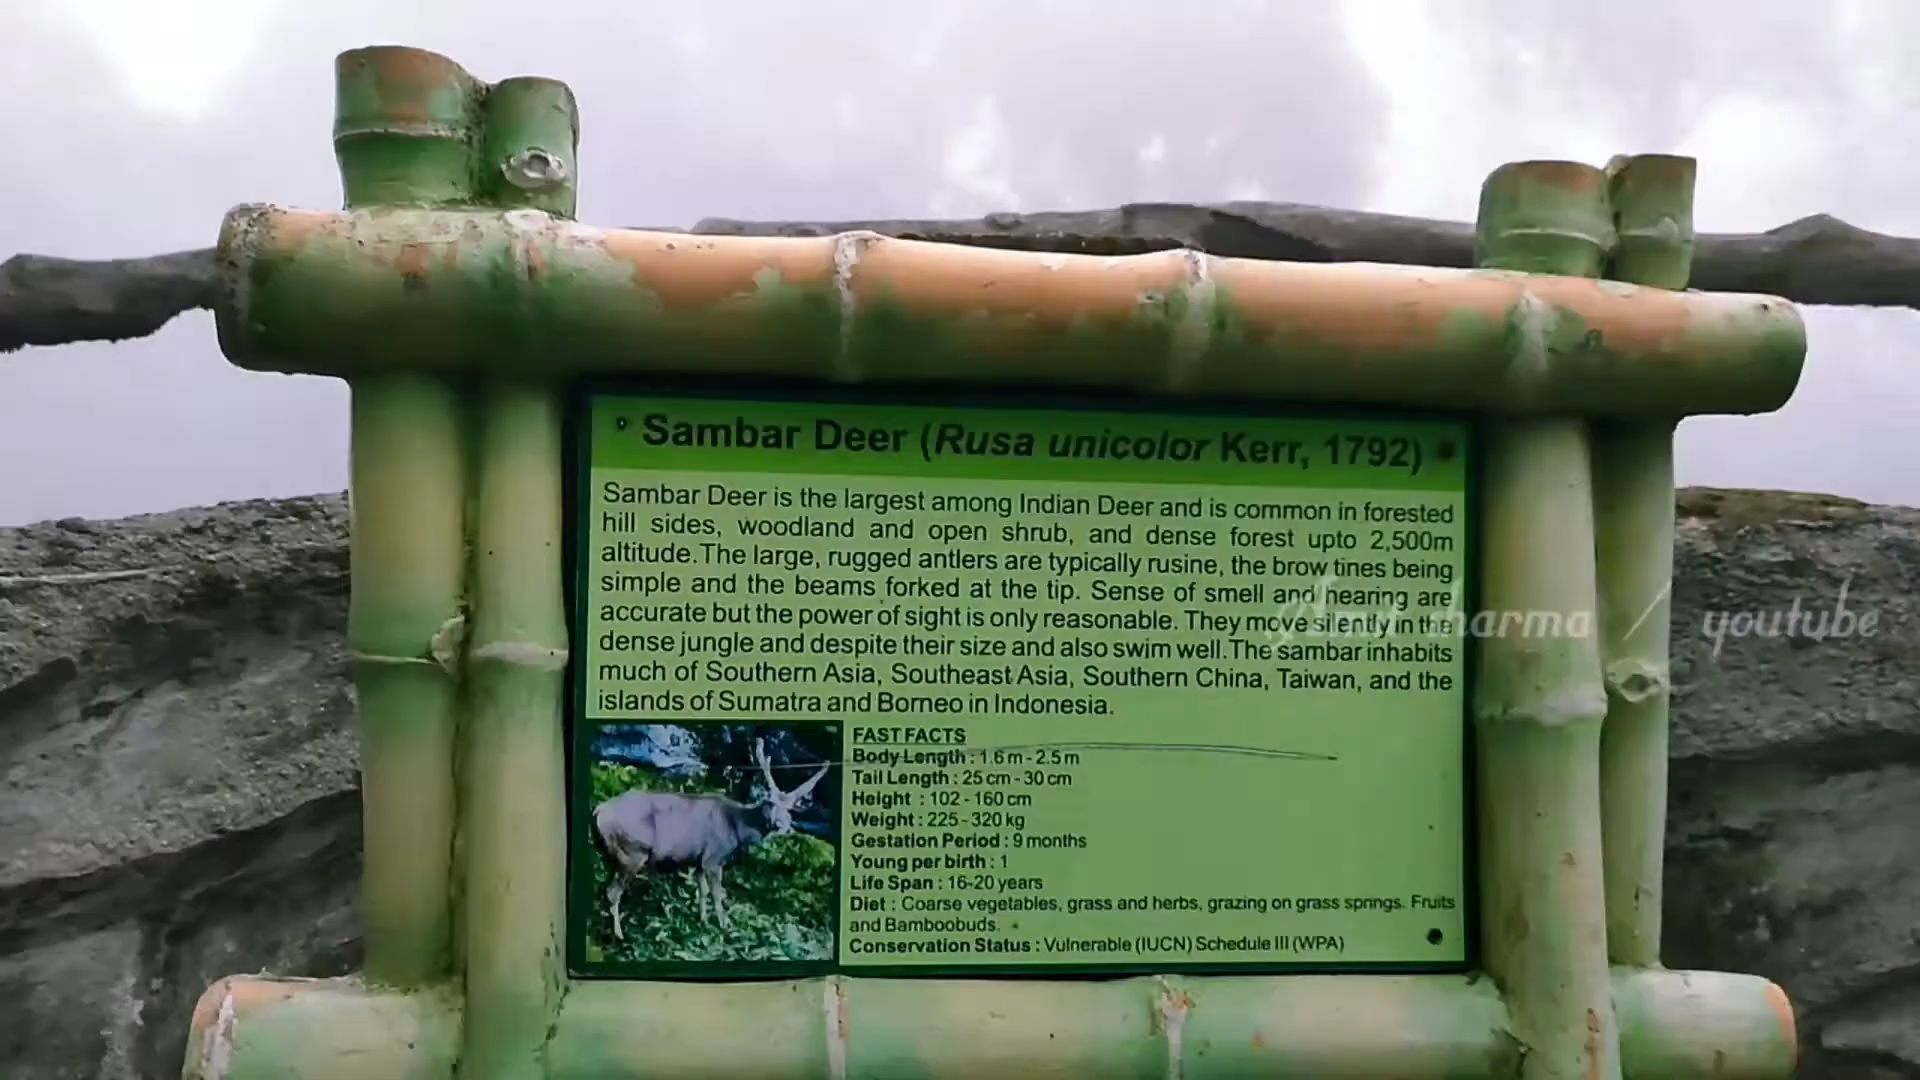 Sambar Deer (Rusa unicolor Kerr, 1792)
Sambar Deer is the largest among Indian Deer and is common in forested
hill sides, woodland and open shrub, and dense forest upto 2,500m
altitude. The large, rugged antlers are typically rusine, the brow tines being
simple and the beams forked at the tip. Sense of smell and hearing are
accurate but the power of sight is only reasonable. They move silently in the
dense jungle and despite their size and also swim well. The sambar inhabits
much of Southern Asia, Southeast Asia, Southern China, Taiwan, and the
islands of Sumatra and Borneo in Indonesia.
FAST FACTS
Body Length : 1.6 m - 2.5 m
Tail Length : 25 cm - 30 cm
Height : 102 - 160 cm
Weight : 225 - 320 kg
Gestation Period : 9 months
Young per birth : 1
Life Span : 16-20 years
Diet : Coarse vegetables, grass and herbs, grazing on grass springs. Fruits
and Bamboobuds.
Conservation Status : Vulnerable (IUCN) Schedule III (WPA)
sharma / youtube